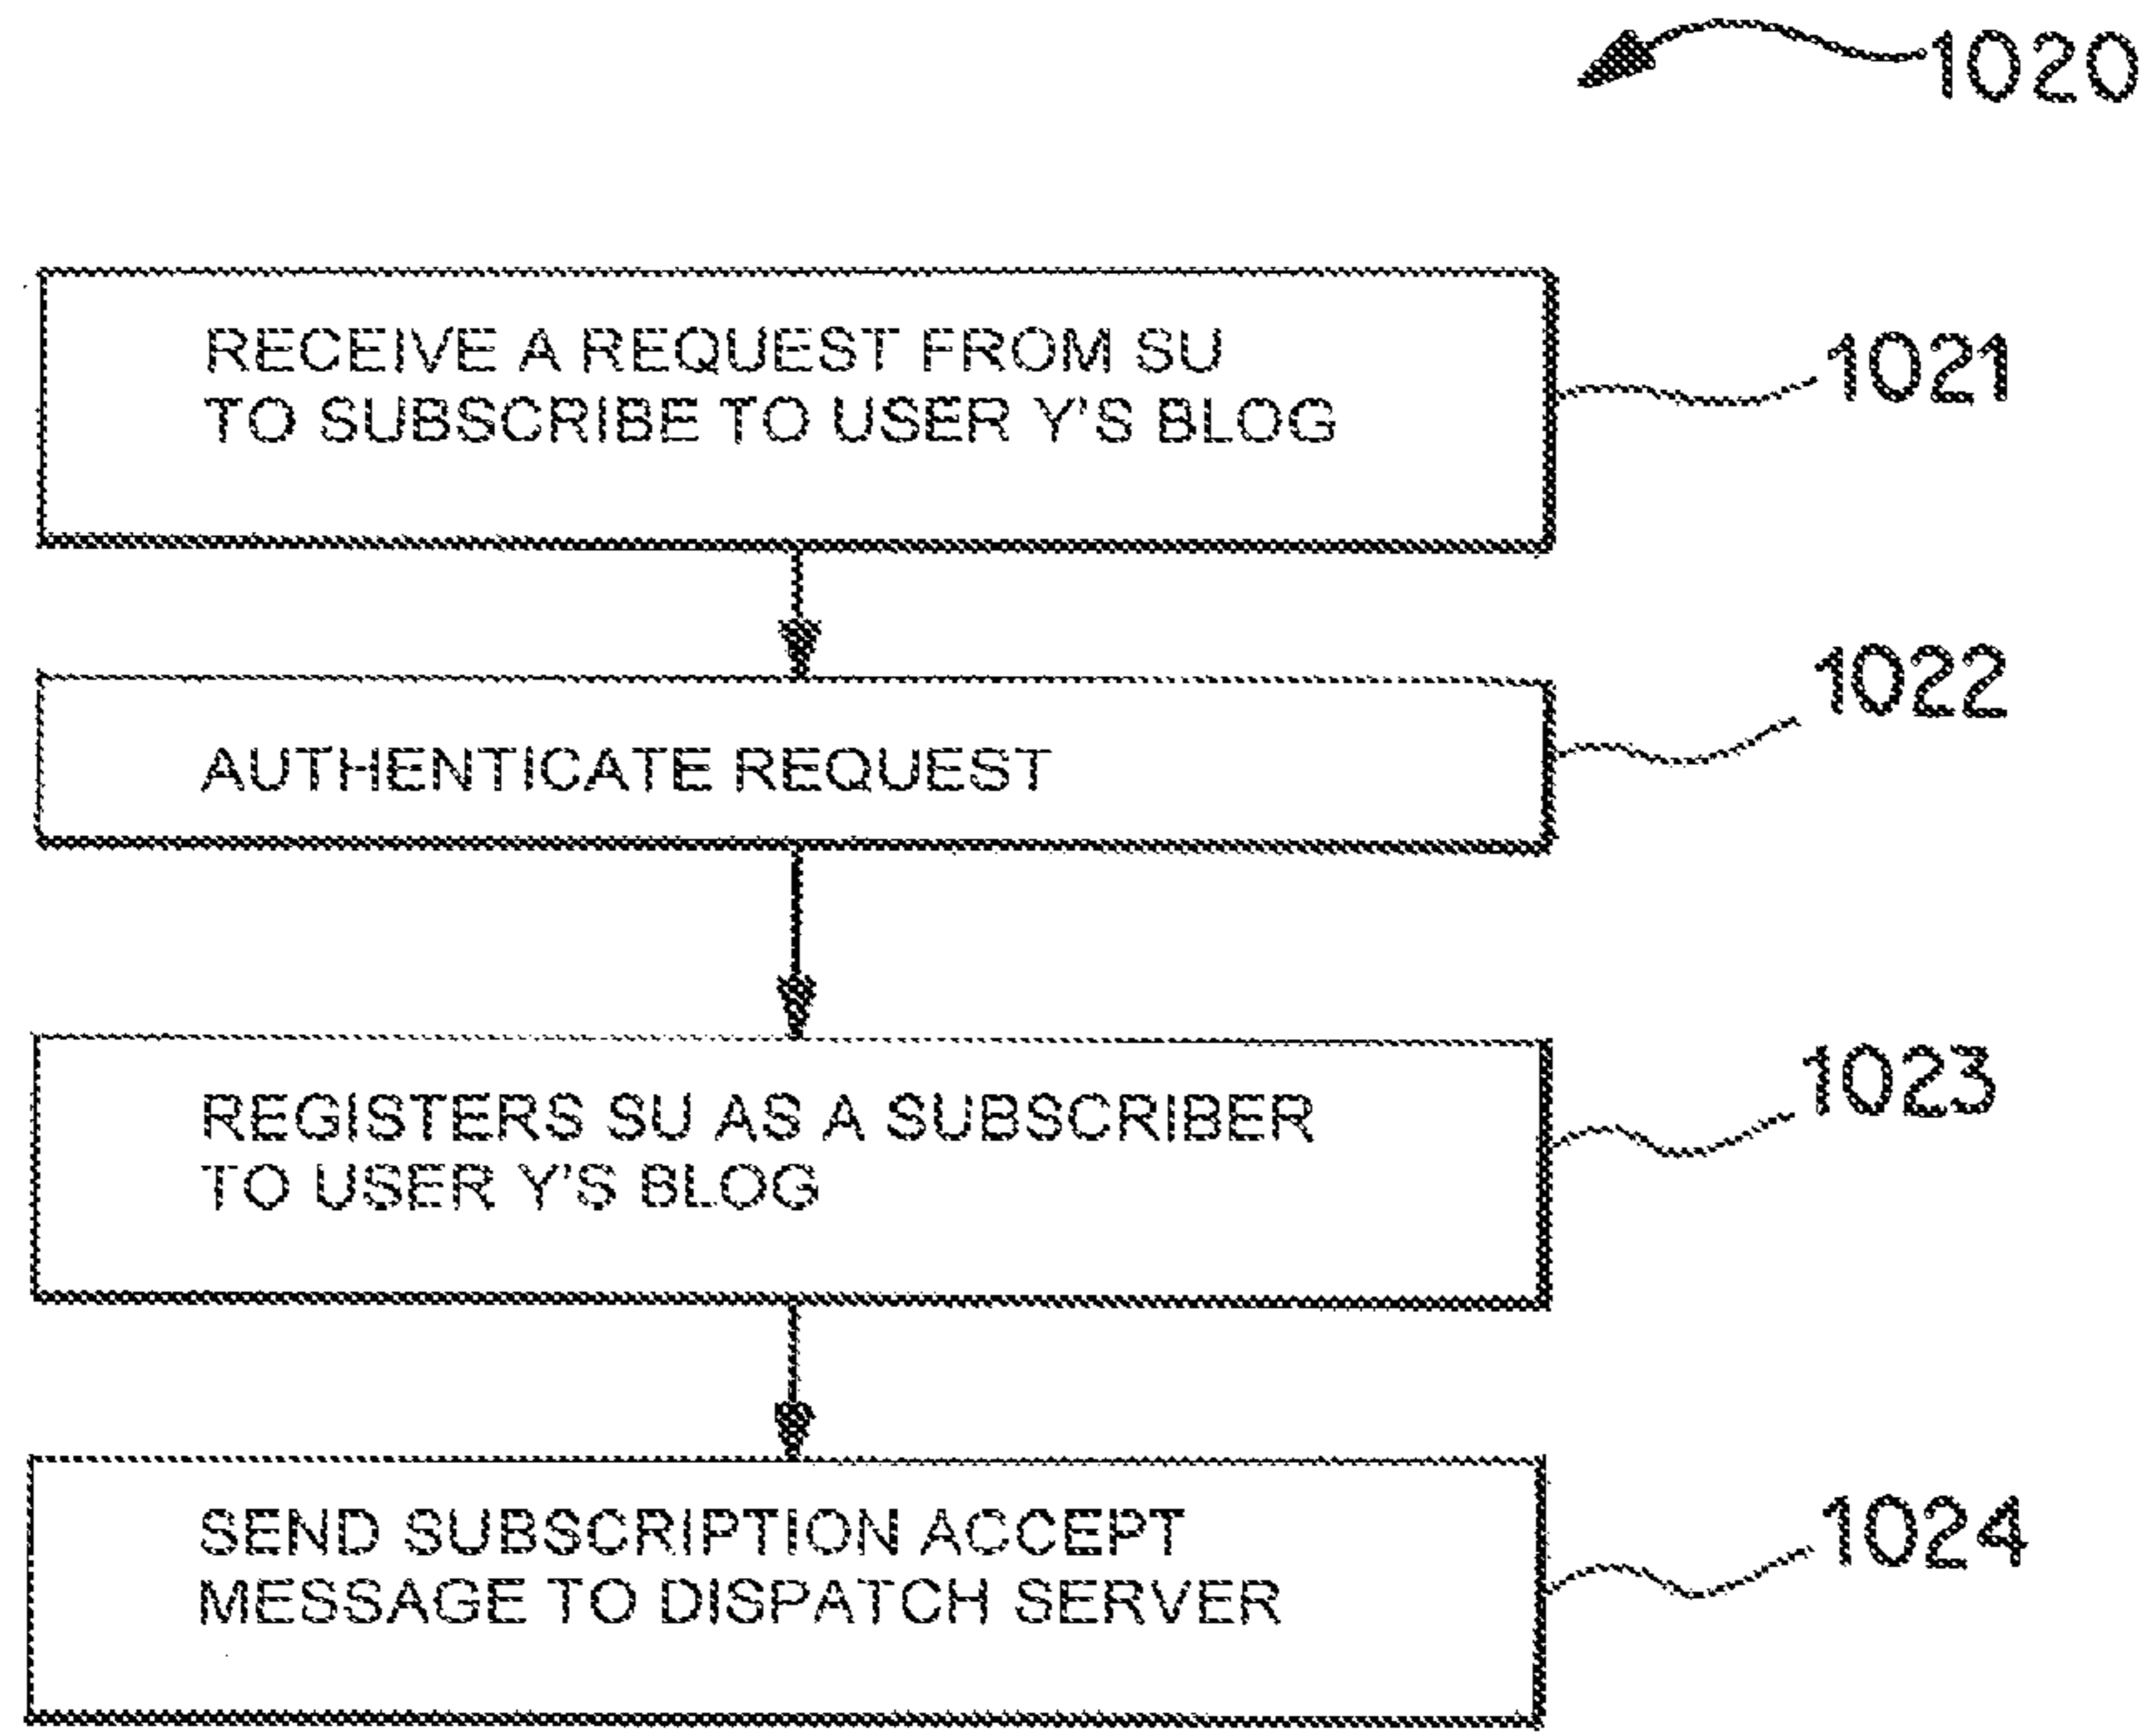 1020
RECEIVE A REQUEST FROM SU
TO SUBSCRIBE TO USER Y'S BLOG
1021
AUTHENTICATE REQUEST
1022
REGISTERS SU AS A SUBSCRIBER
TO USER Y'S BLOG
1023
SEND SUBSCRIPTION ACCEPT
MESSAGE TO DISPATCH SERVER
1024